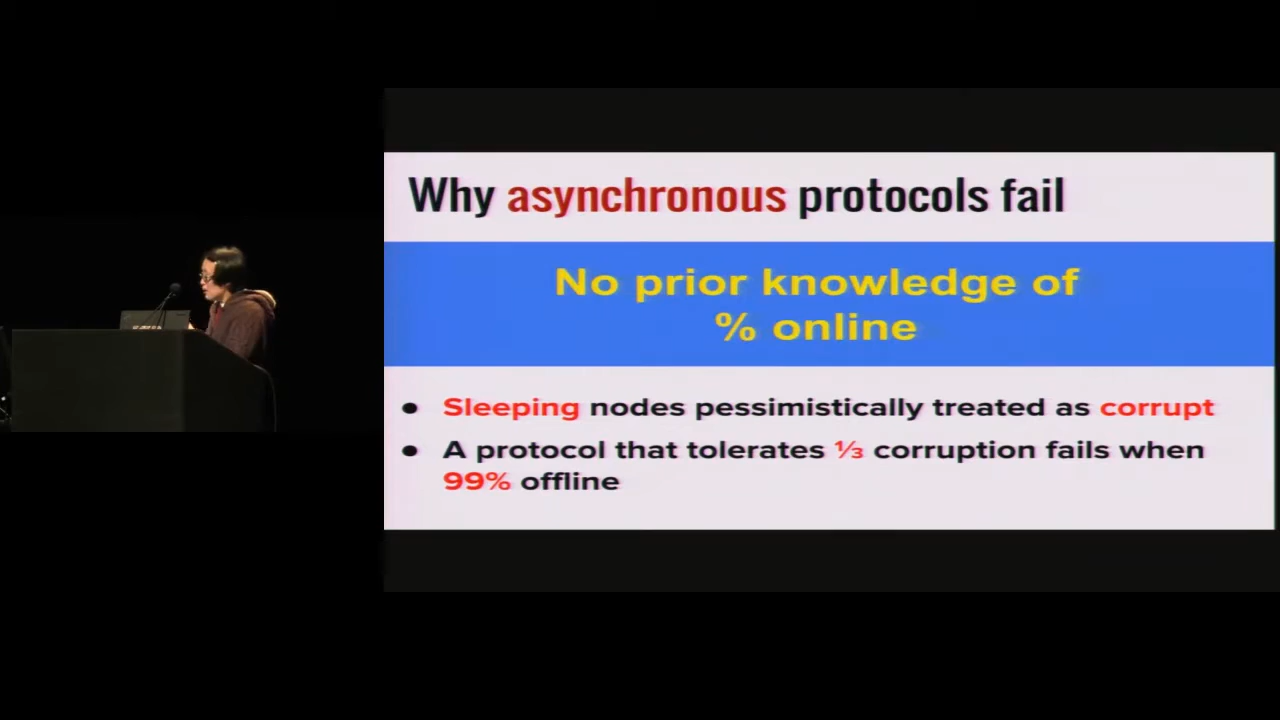 Why asynchronous protocols fail
No prior knowledge of
% online
● Sleeping nodes pessimistically treated as corrupt
● A protocol that tolerates ⅓ corruption fails when
99% offline